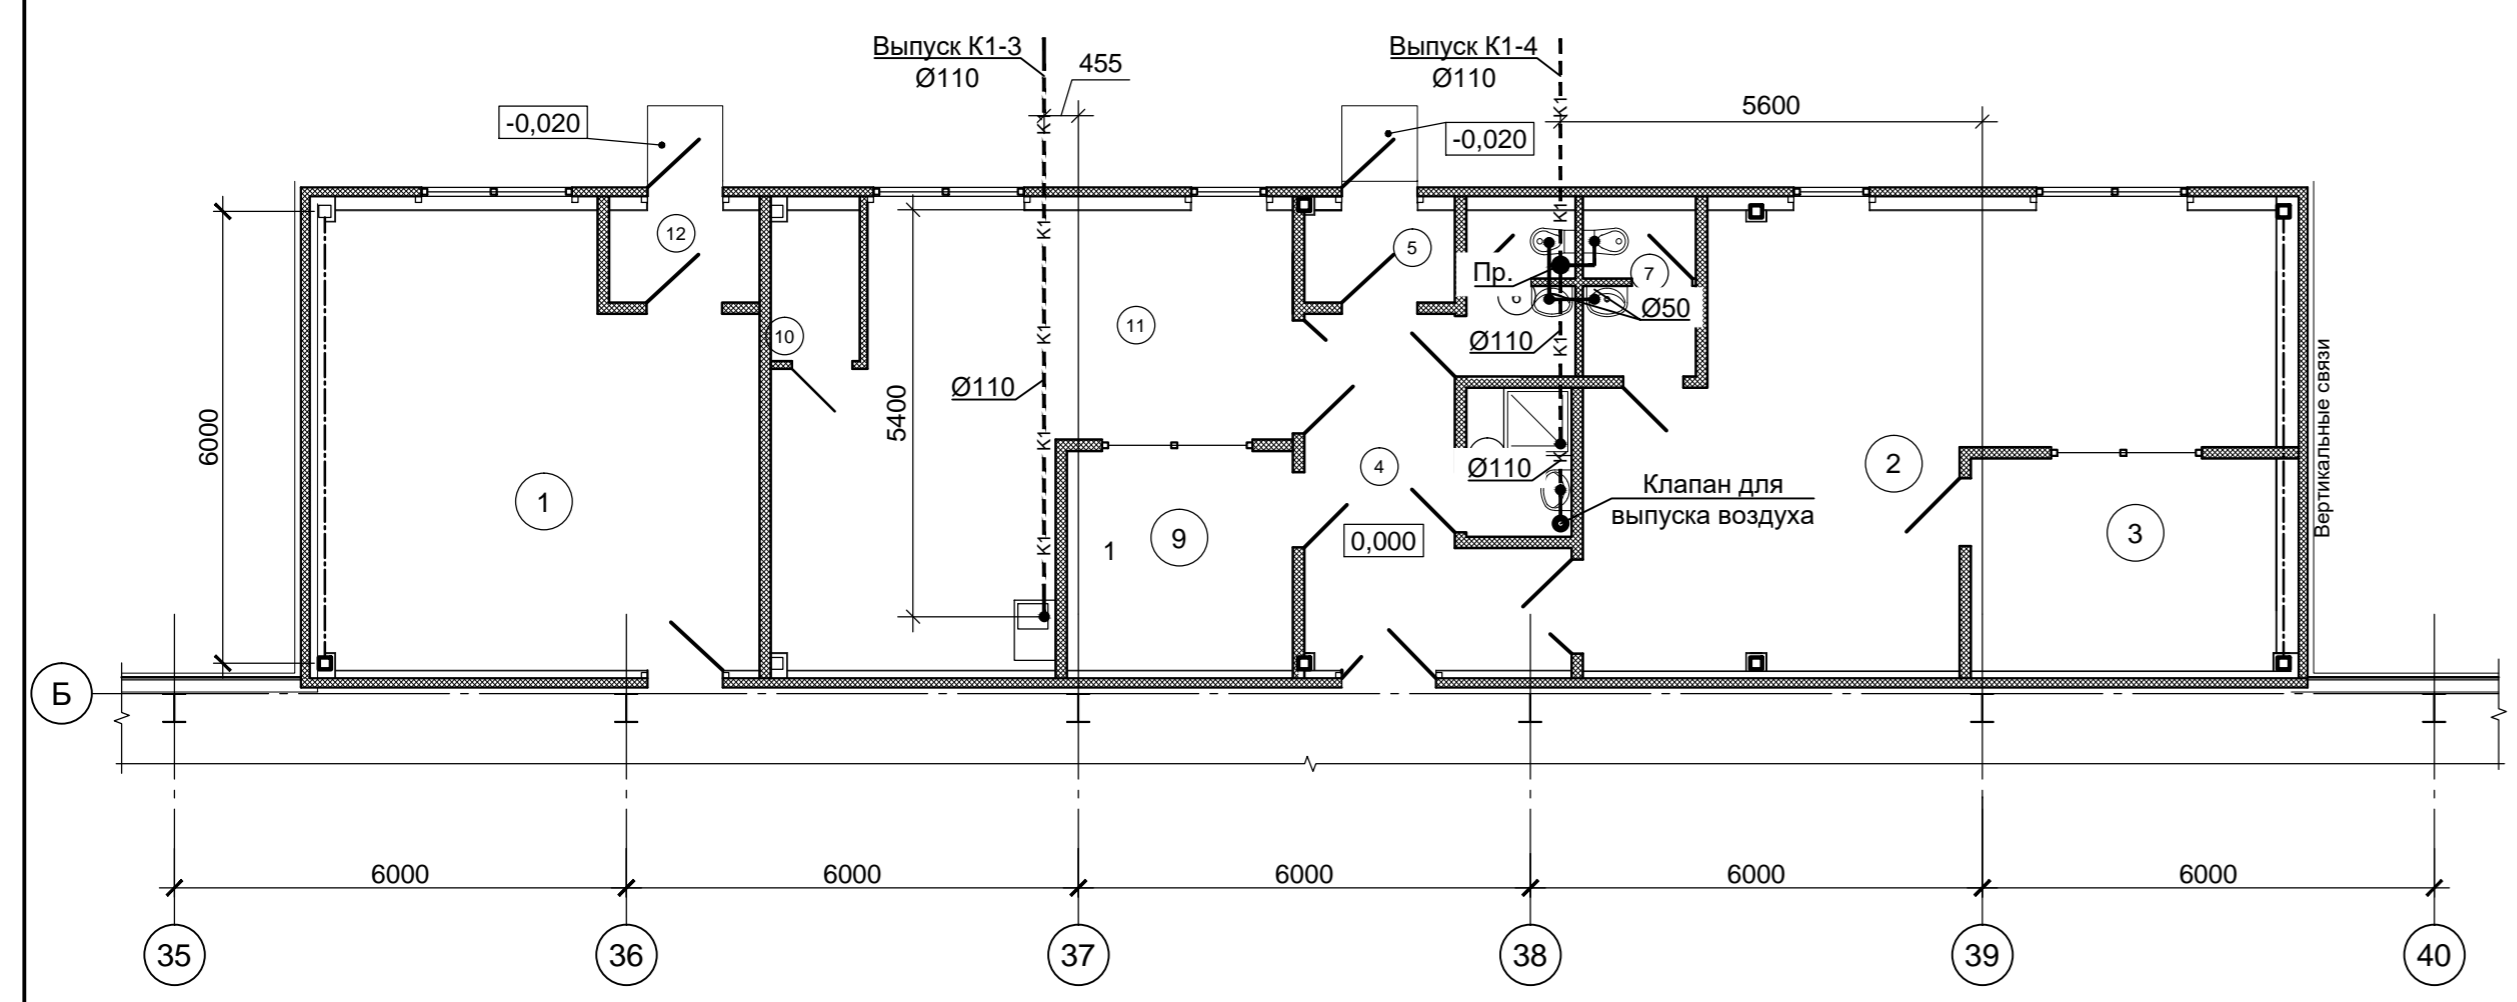 Выпуск К1-3
Ø110
455
Выпуск К1-4
Ø110
5600
-0,020
-0,020
К1
К1
12
5
К1
К1
7
Пр.
11
Ø50
10
К1
Ø110
К1
Вертикальные связи
Ø110
5400
6000
К1
4
2
Ø110
Клапан для
выпуска воздуха
1
9
3
К1
1
0,000
Б
6000
6000
6000
6000
6000
35
36
37
38
39
40